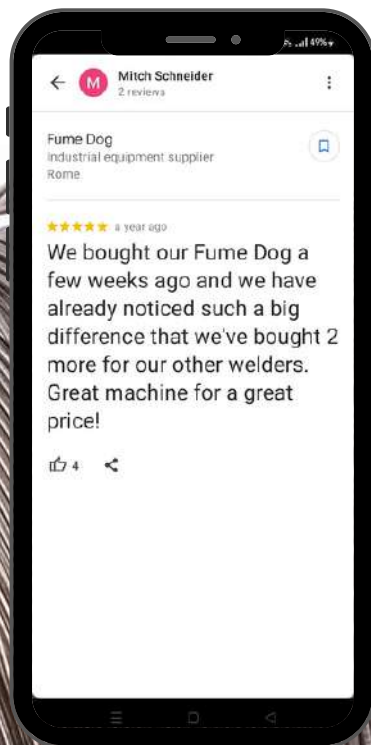 49%
Mitch Schneider
M
2 reviews
Fume Dog
Industrial equipment supplier
Rome
a year ago
We bought our Fume Dog a
few weeks ago and we have
already noticed such a big
difference that we've bought 2
more for our other welders.
Great machine for a great
price!
4